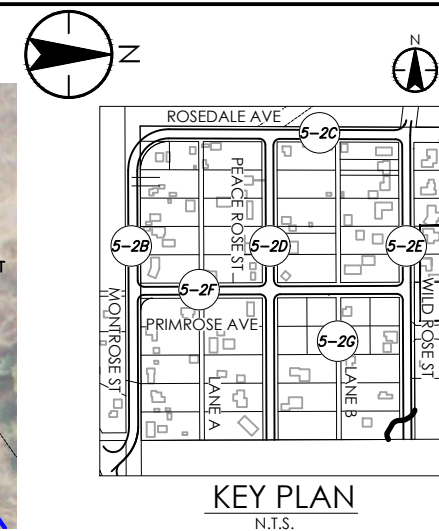 N
N
T
ROSEDALE AVE
5-2C
PEACE ROSE ST
5-2B
5-2D
5-2E
5-2F
MONTROSE ST
PRIMROSE AVE
5-2G
WILD ROSE ST
LANE A
LANE B
KEY PLAN
N.T.S.